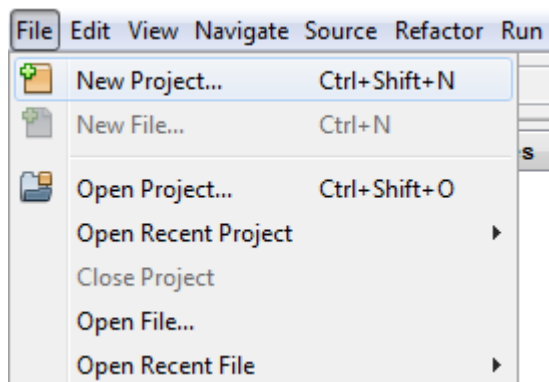 File Edit View Navigate Source Refactor Run
New Project... Ctrl+Shift+N
New File... Ctrl+N
s
Open Project... Ctrl+Shift+O
Open Recent Project
Close Project
Open File...
Open Recent File